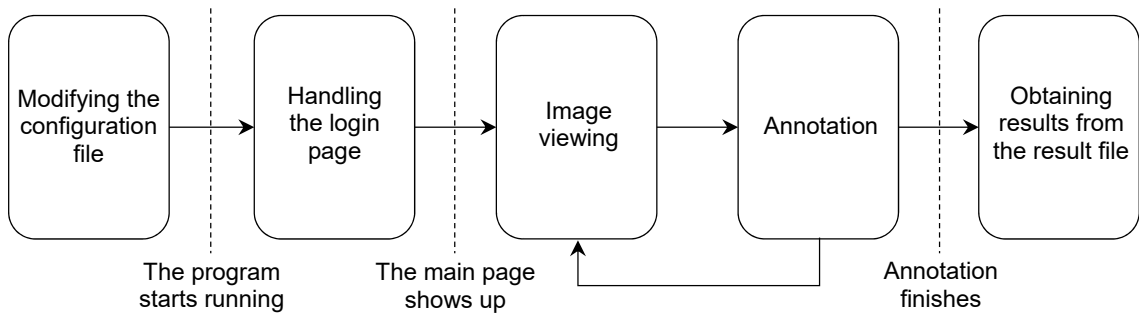 Modifying the
configuration
file
Handling
the login
page
Image
viewing
Annotation
Obtaining
results from
the result file
The program
starts running
The main page
shows up
Annotation
finishes